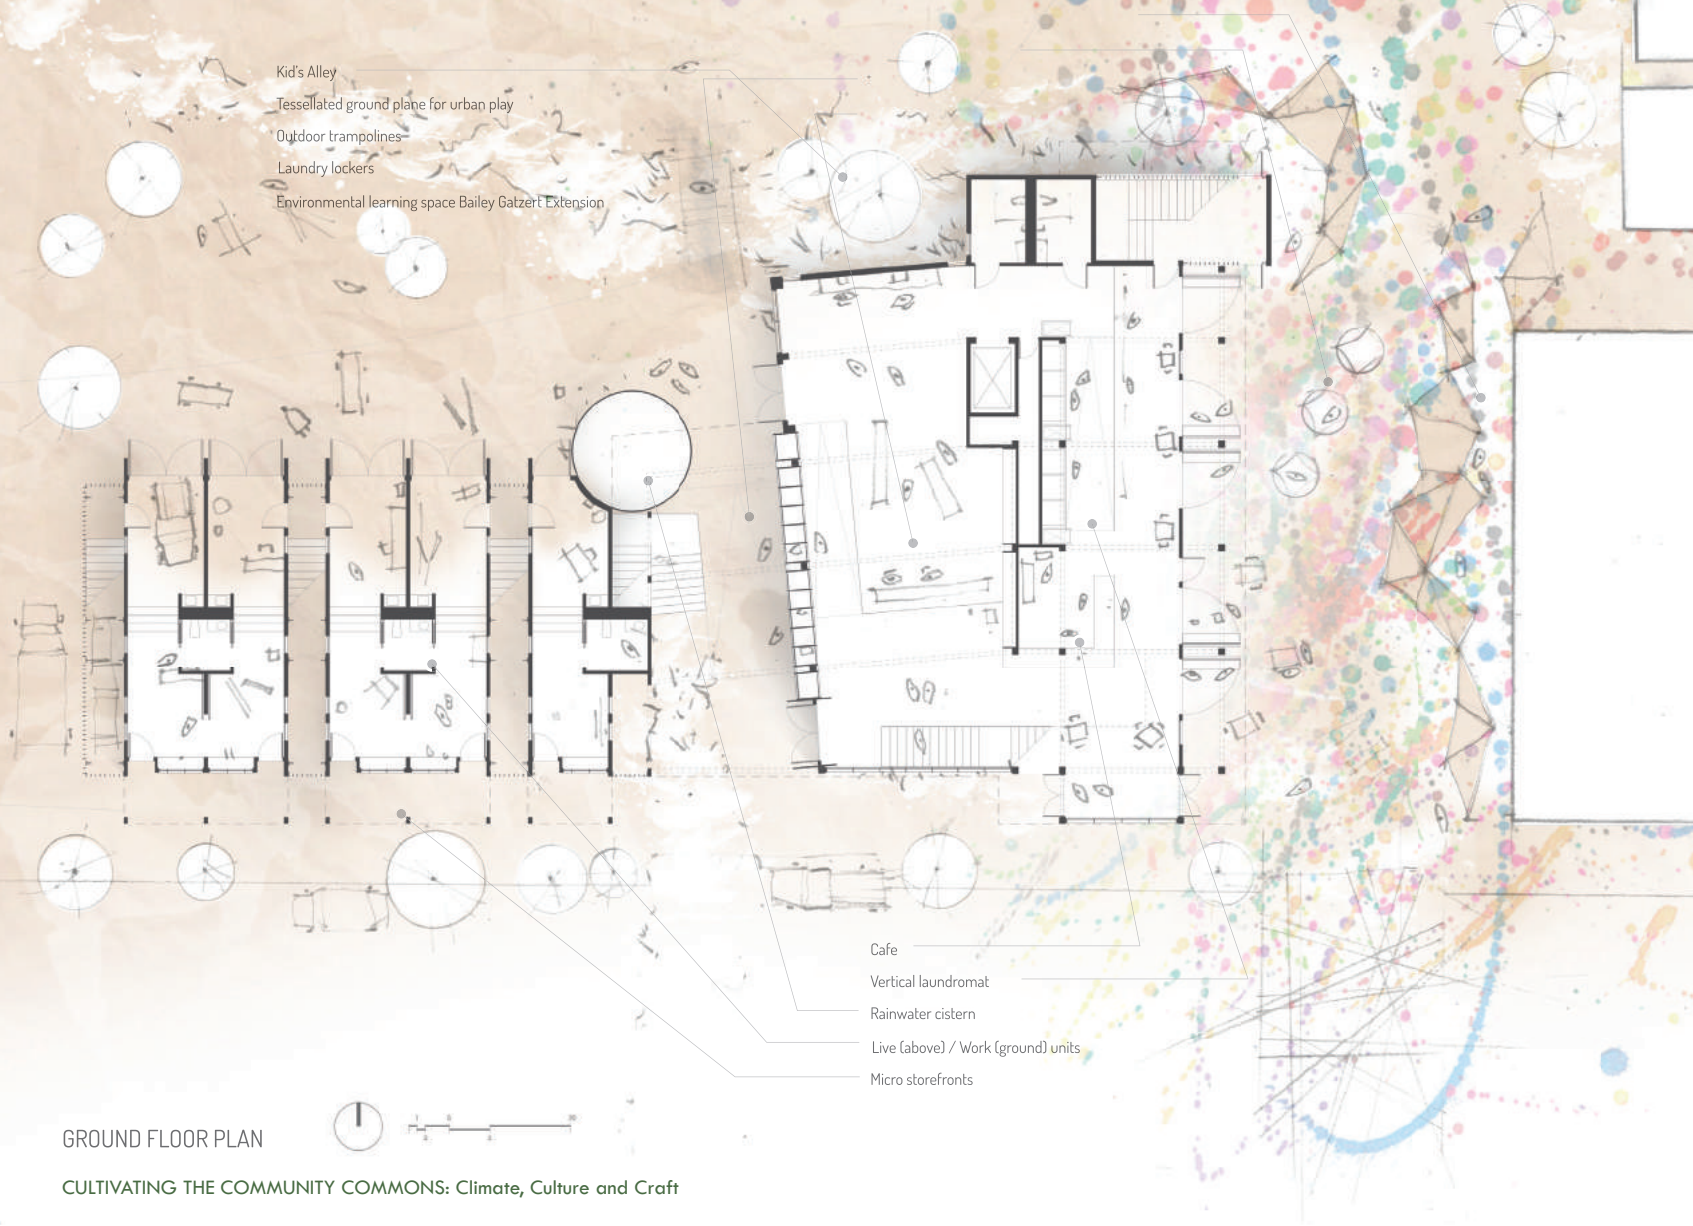 Kid's Alley
Tessellated ground plane for urban play
Outdoor trampolines
Laundry lockers
Environmental learning space Bailey Gatzert Extension
Cafe
Vertical laundromat
Rainwater cistern
Live (above) / Work (ground) units
Micro storefronts
GROUND FLOOR PLAN
CULTIVATING THE COMMUNITY COMMONS: Climate, Culture and Craft